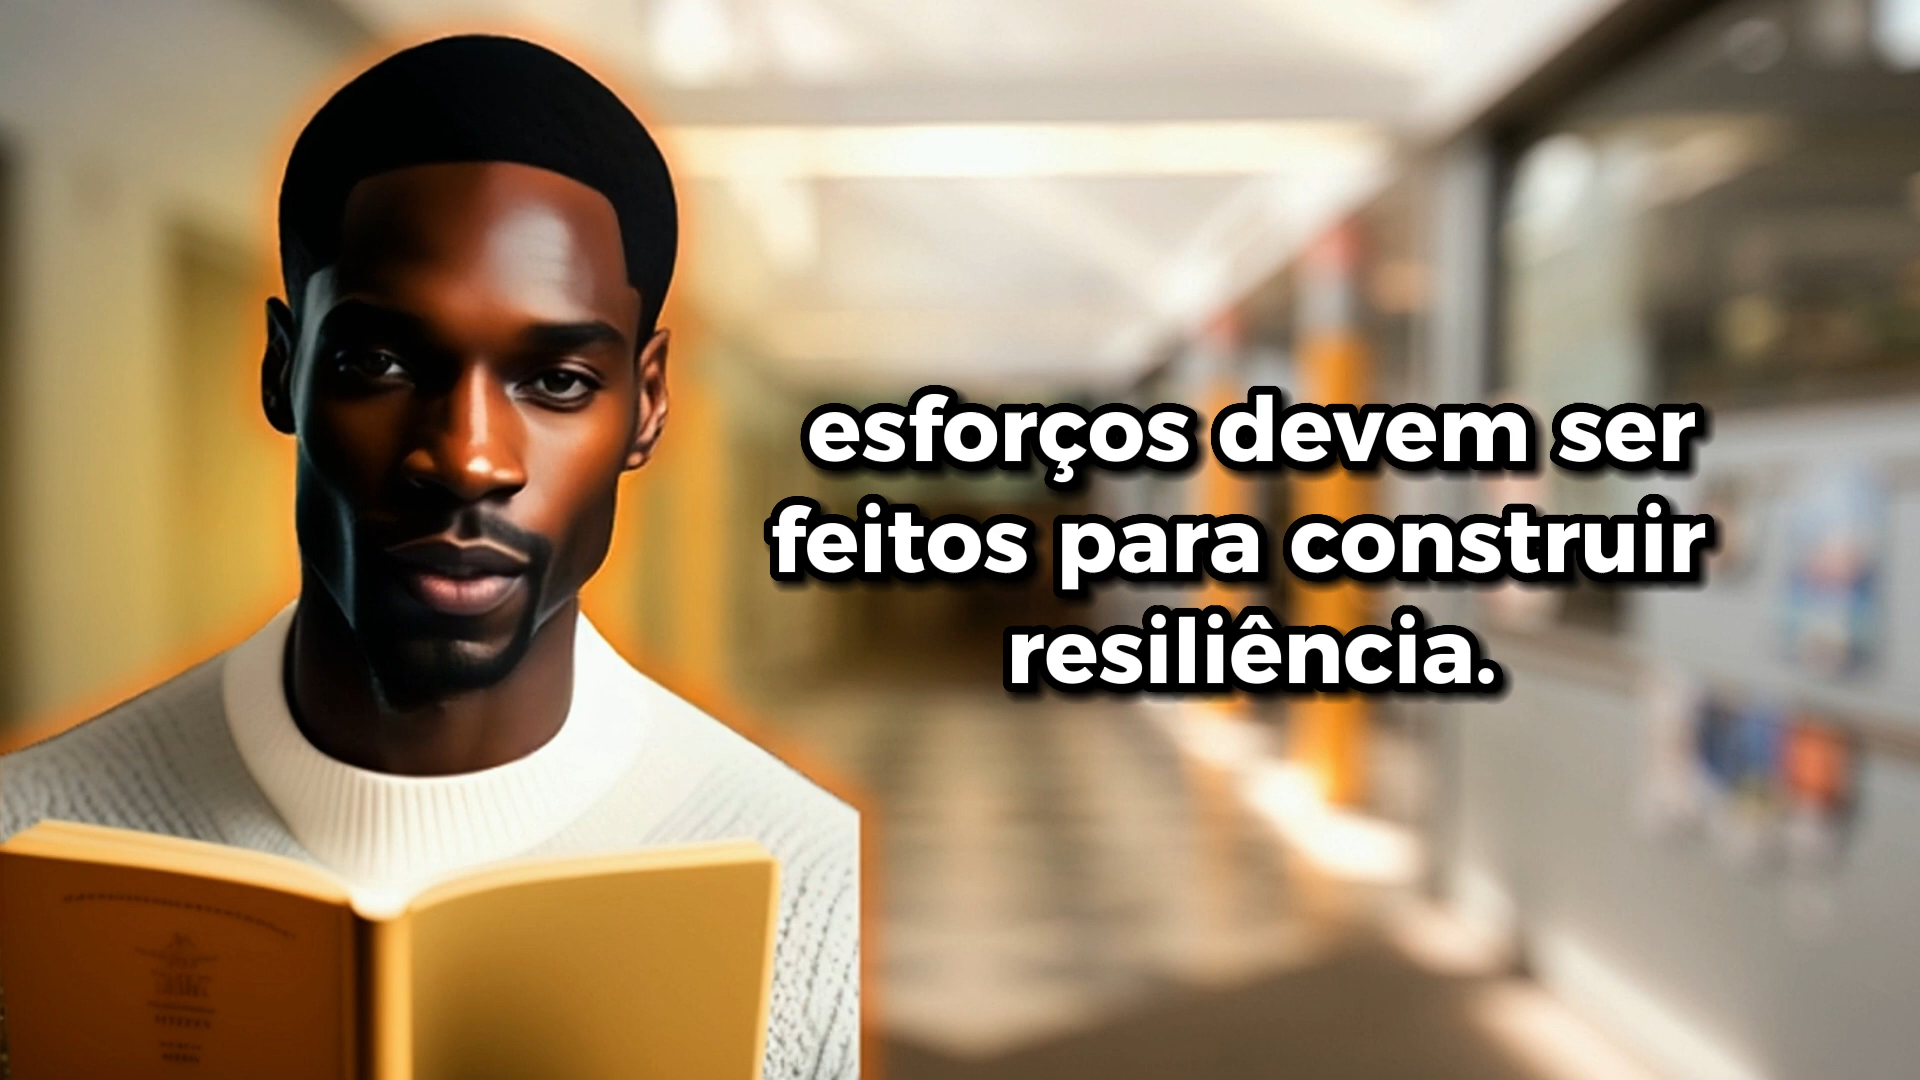 esforços devem ser
feitos para construir
resiliência.